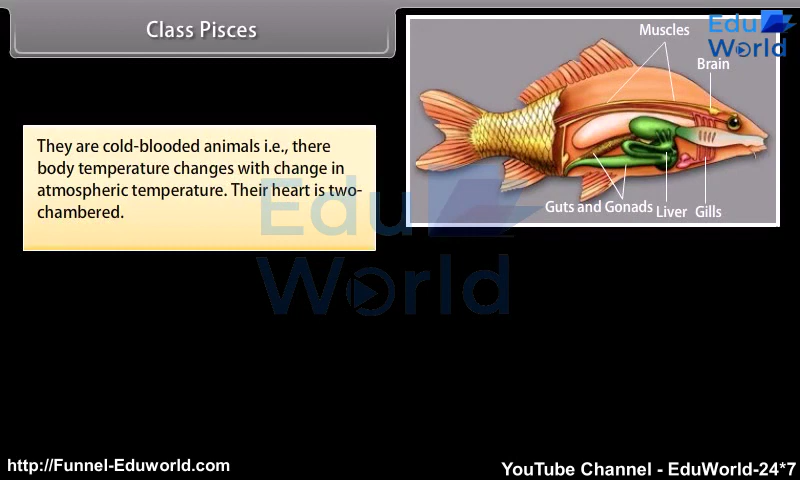 Class Pisces
Edu
World
Muscles
Brain
They are cold-blooded animals i.e., there
body temperature changes with change in
atmospheric temperature. Their heart is two-
chambered.
Guts and Gonads Liver Gills
Edu
World
http://Funnel-Eduworld.com
YouTube Channel - EduWorld-24*7